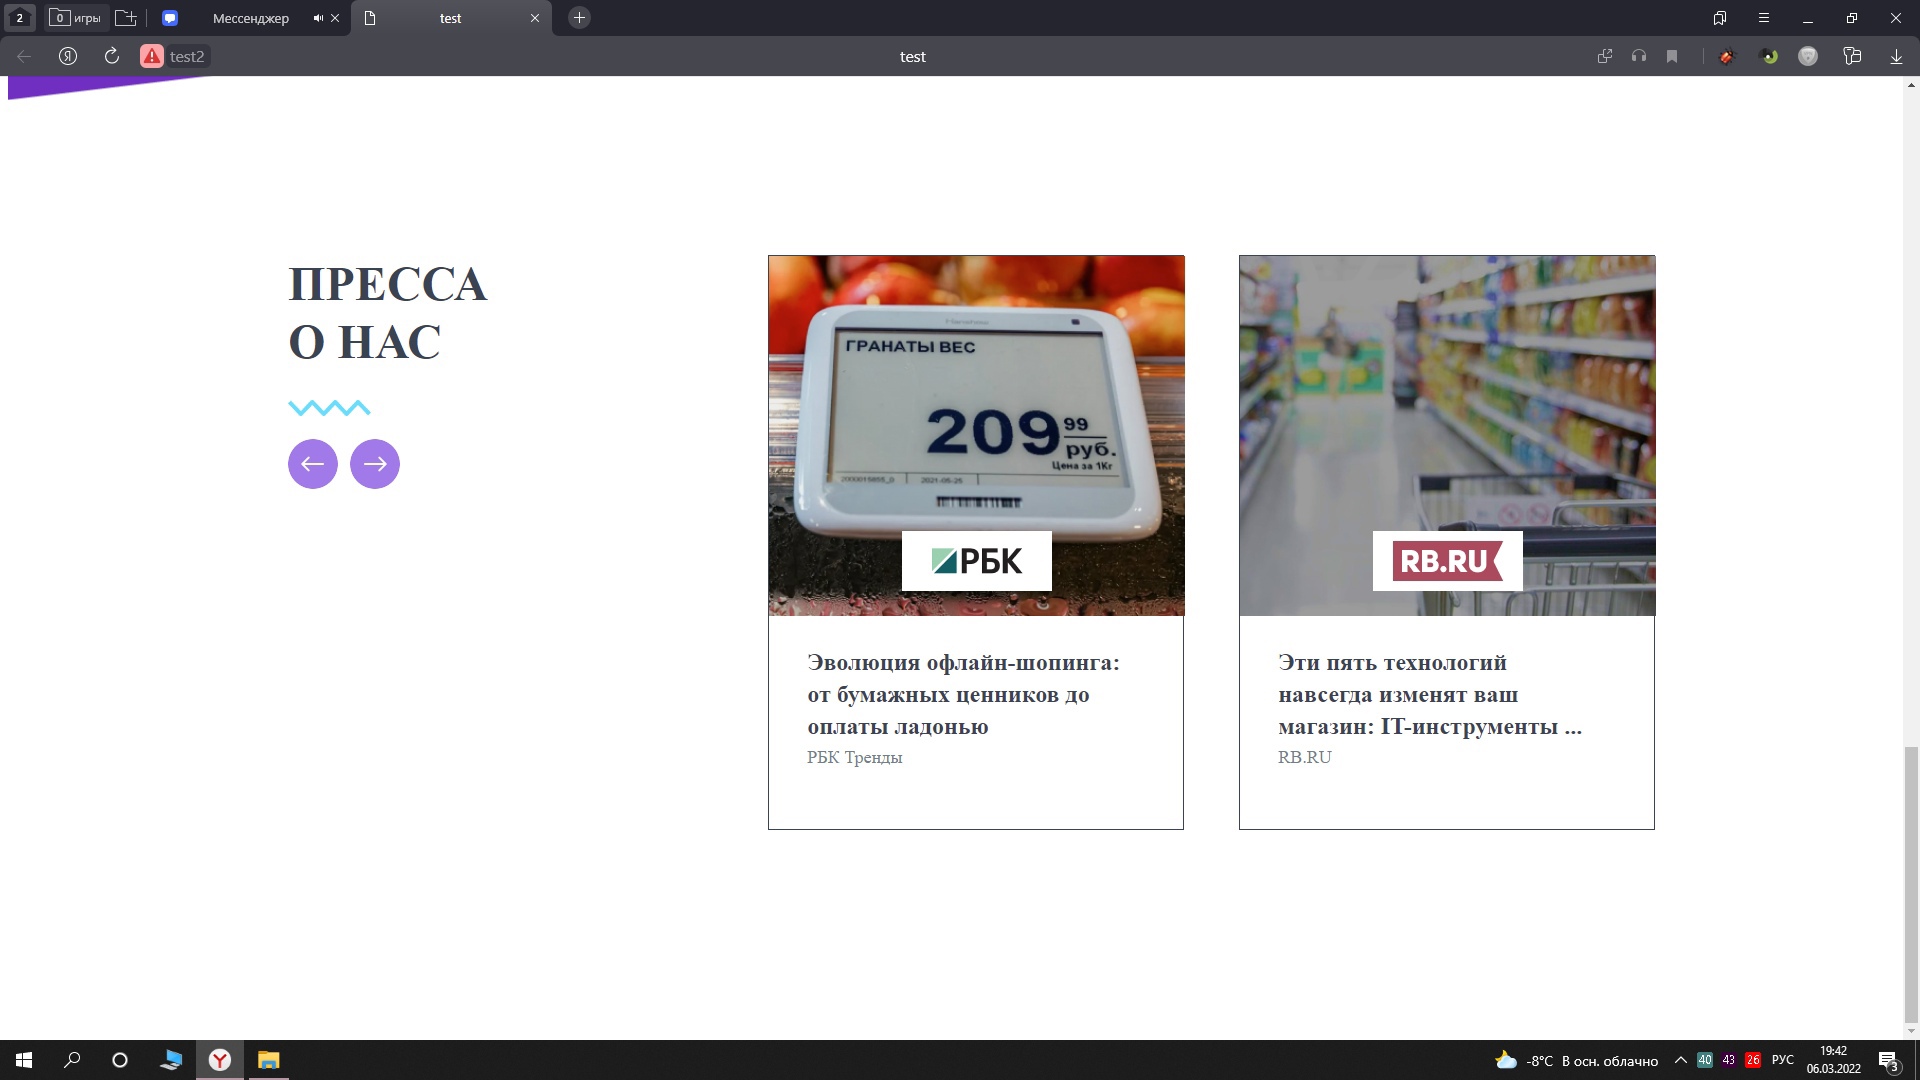 2
0 игры
Мессенджер
test
Я
test2
test
ПРЕССА
О НАС
Hanshow
ГРАНАТЫ ВЕС
209 99
руб.
Цена за 1Кг
2021-05-25
РБК
RB.RU
Эволюция офлайн-шопинга:
от бумажных ценников до
оплаты ладонью
РБК Тренды
Эти пять технологий
навсегда изменят ваш
магазин: IT-инструменты ...
RB.RU
-8°C В осн. облачно
40 43 26
РУС
19:42
06.03.2022
3